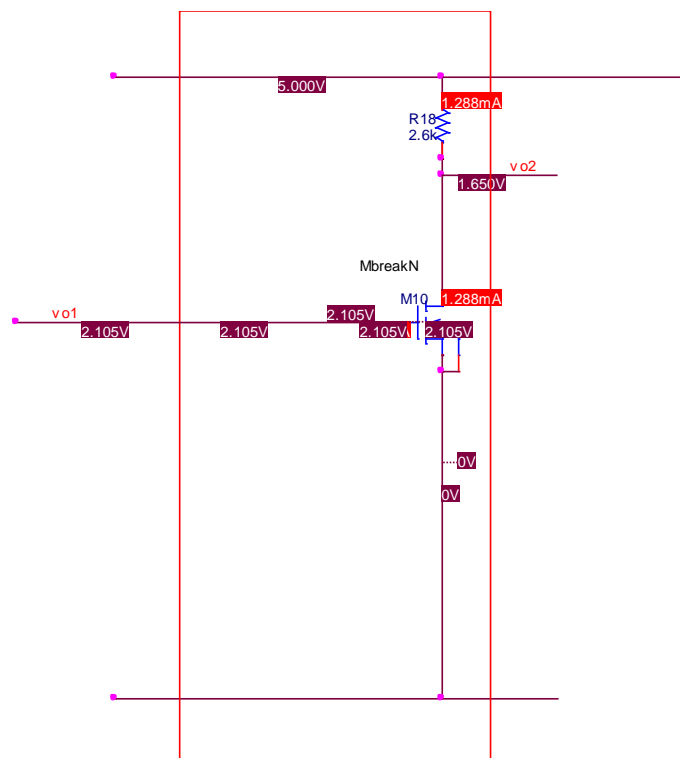 5.000V
1.288mA
R18
2.6k
vo2
1.650V
MbreakN
M10
1.288mA
vo1
2.105V
2.105V
2.105V
2.105V
2.105V
0V
0V